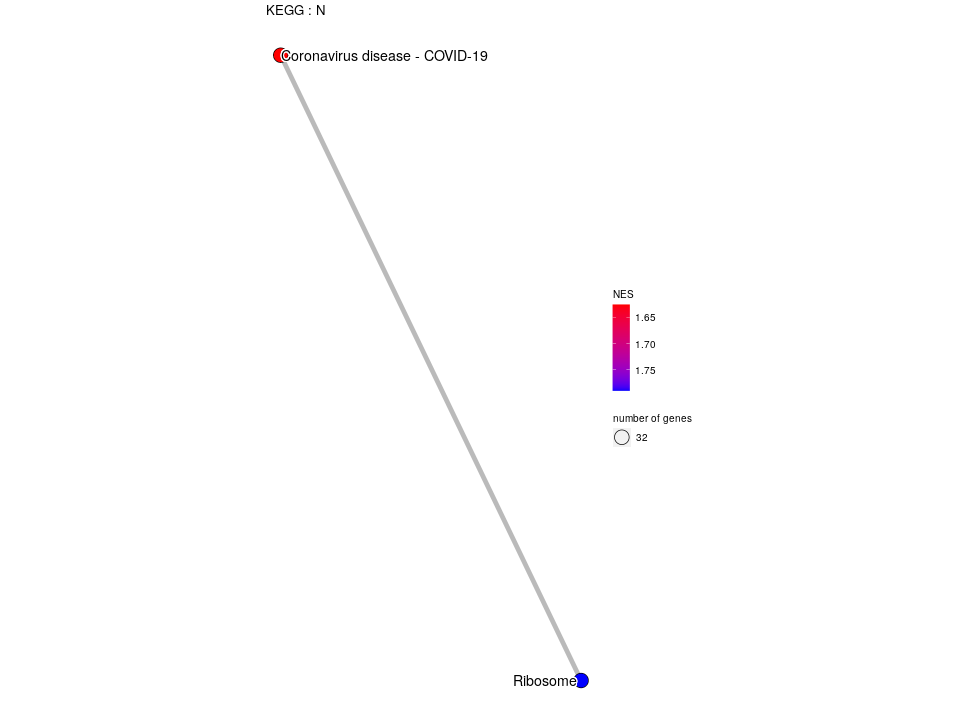 KEGG : N
Coronavirus disease - COVID-19
NES
1.65
1.70
1.75
number of genes
32
Ribosome